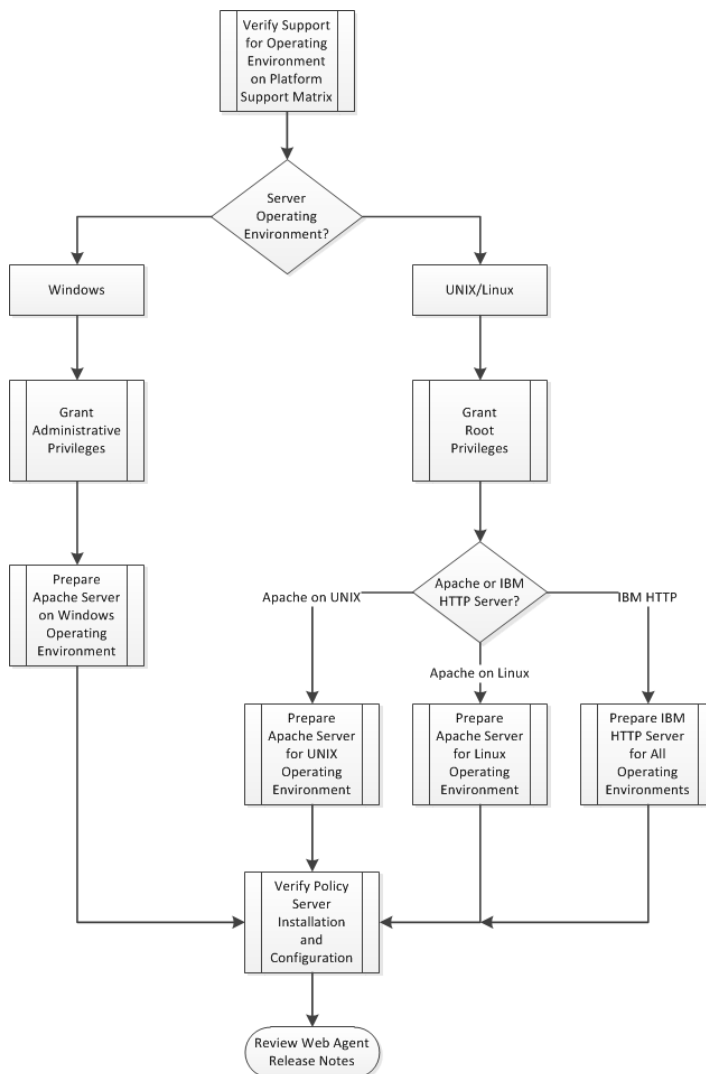 Verify Support
for Operating
Environment
on Platform
Support Matrix
Server
Operating
Environment?
Windows
UNIX/Linux
Grant
Administrative
Privileges
Grant
Root
Privileges
Prepare
Apache Server
on Windows
Operating
Environment
Apache or IBM
HTTP Server?
Apache on UNIX
IBM HTTP
Apache on Linux
Prepare
Apache Server
for UNIX
Operating
Environment
Prepare
Apache Server
for Linux
Operating
Environment
Prepare IBM
HTTP Server
for All
Operating
Environments
Verify Policy
Server
Installation
and
Configuration
Review Web Agent
Release Notes